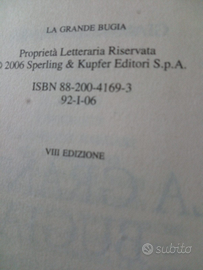 LA GRANDE BUGIA
Proprietà Letteraria Riservata
© 2006 Sperling & Kupfer Editori S.p.A.
ISBN 88-200-4169-3
92-I-06
VIII EDIZIONE
subito